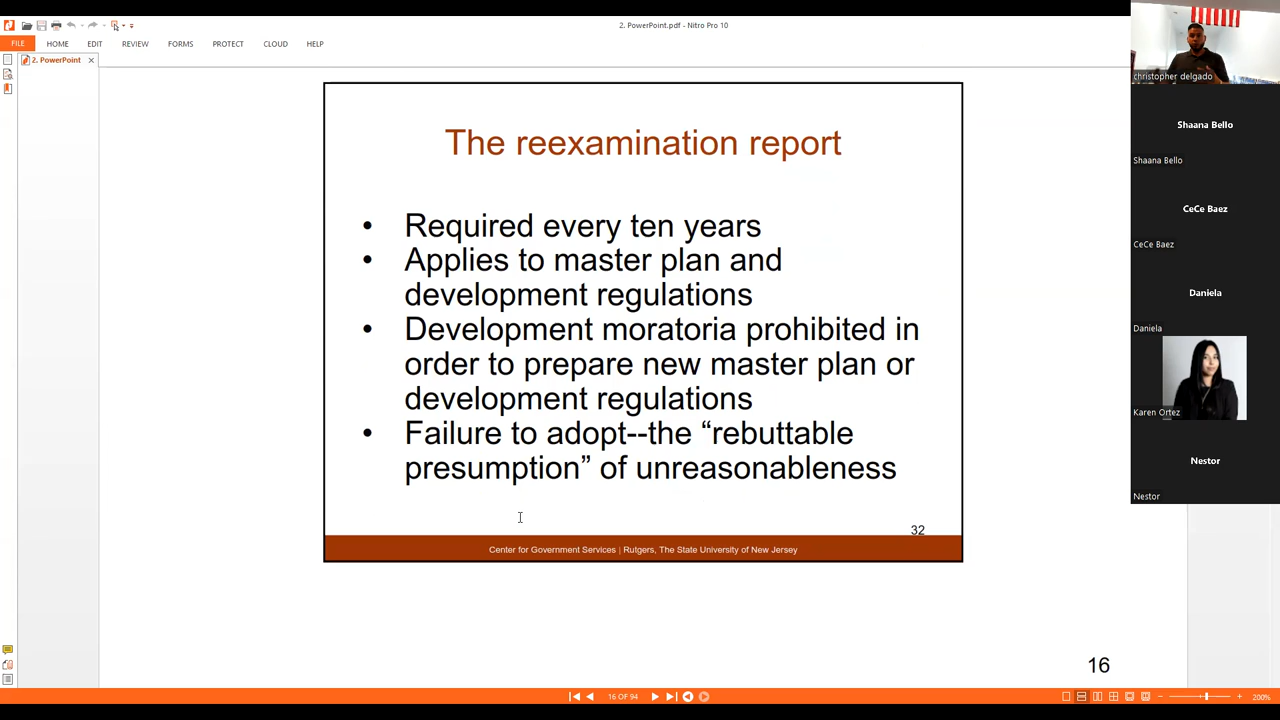 2. PowerPoint.pdf - Nitro Pro 10
FILE HOME EDIT REVIEW FORMS PROTECT CLOUD HELP
2. PowerPoint
The reexamination report
• Required every ten years
• Applies to master plan and
development regulations
• Development moratoria prohibited in
order to prepare new master plan or
development regulations
• Failure to adopt--the “rebuttable
presumption” of unreasonableness
32
Center for Government Services | Rutgers, The State University of New Jersey
16
16 OF 94
200%
christopher delgado
Shaana Bello
Shaana Bello
CeCe Baez
CeCe Baez
Daniela
Daniela
Karen Ortez
Nestor
Nestor